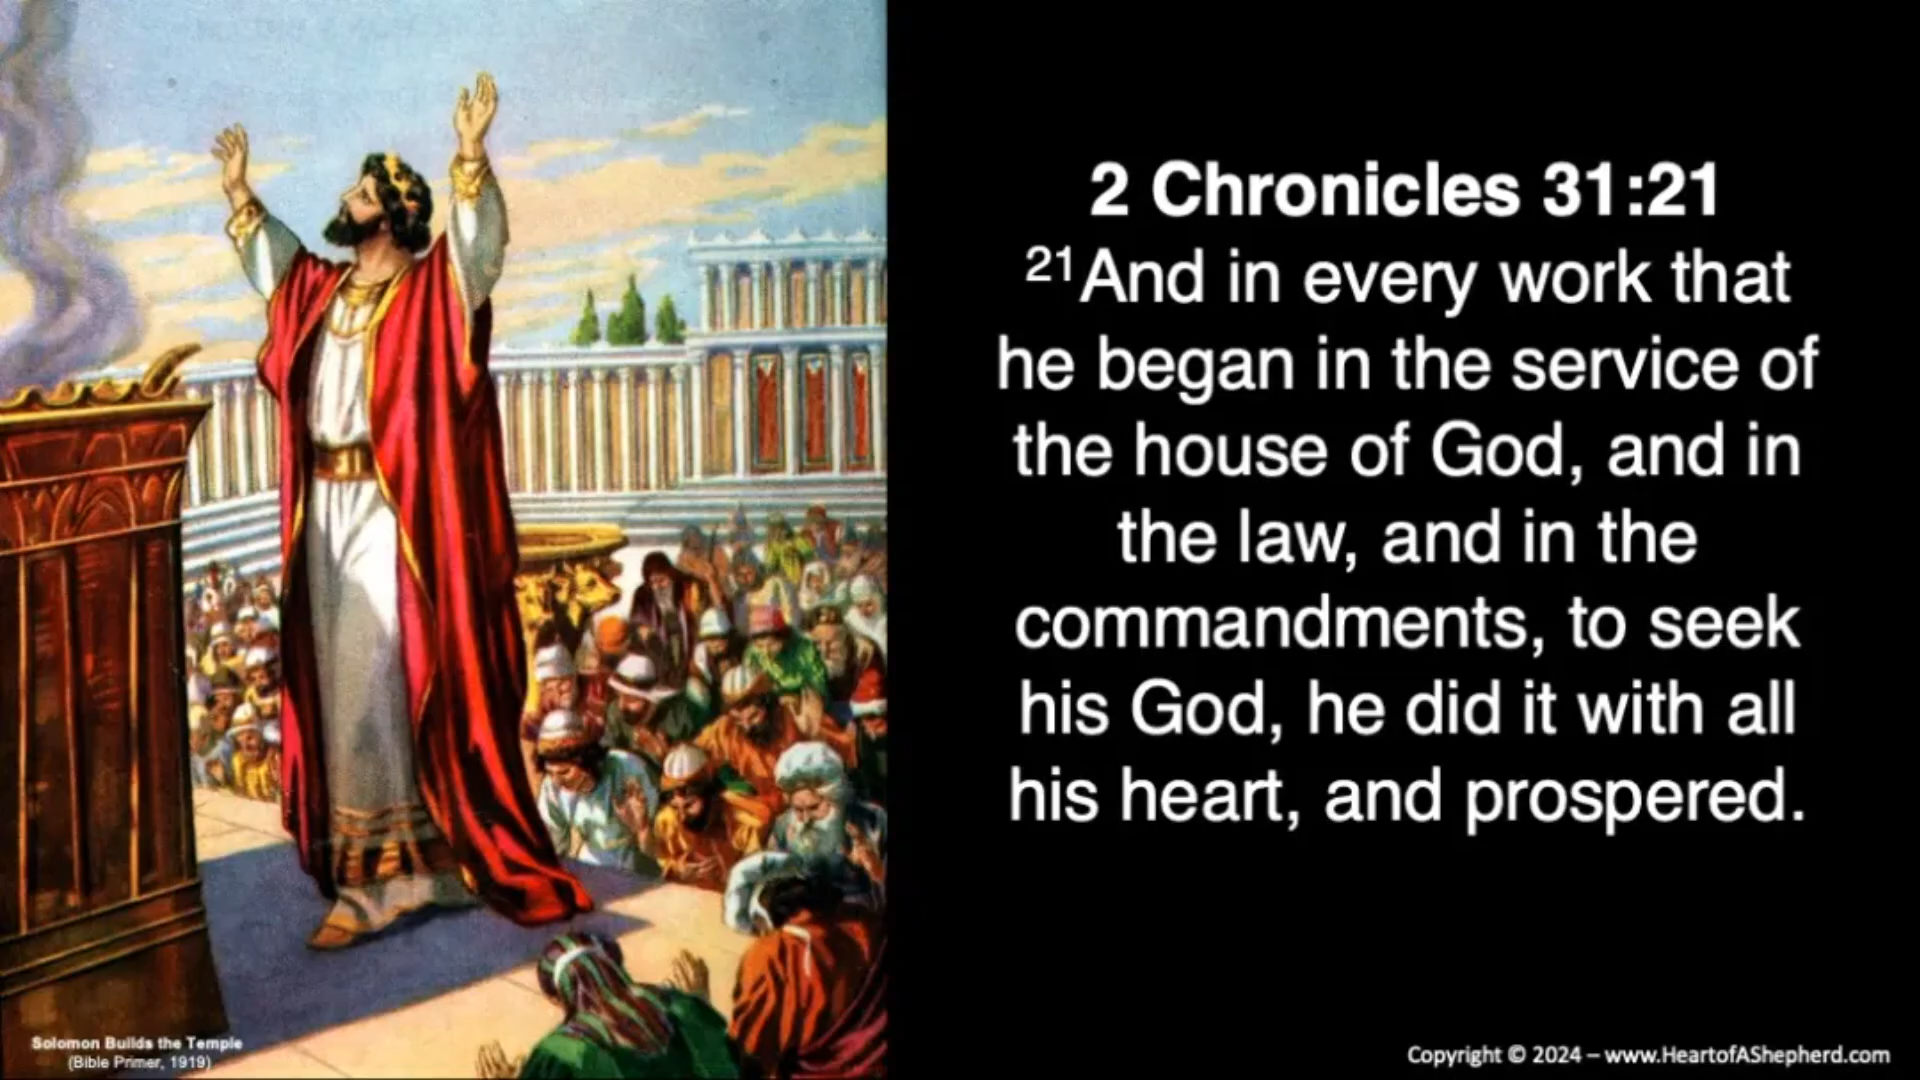 2 Chronicles 31:21
²¹And in every work that
he began in the service of
the house of God, and in
the law, and in the
commandments, to seek
his God, he did it with all
his heart, and prospered.
Solomon Builds the Temple
(Bible Primer, 1919)
Copyright © 2024 – www.HeartofAShepherd.com